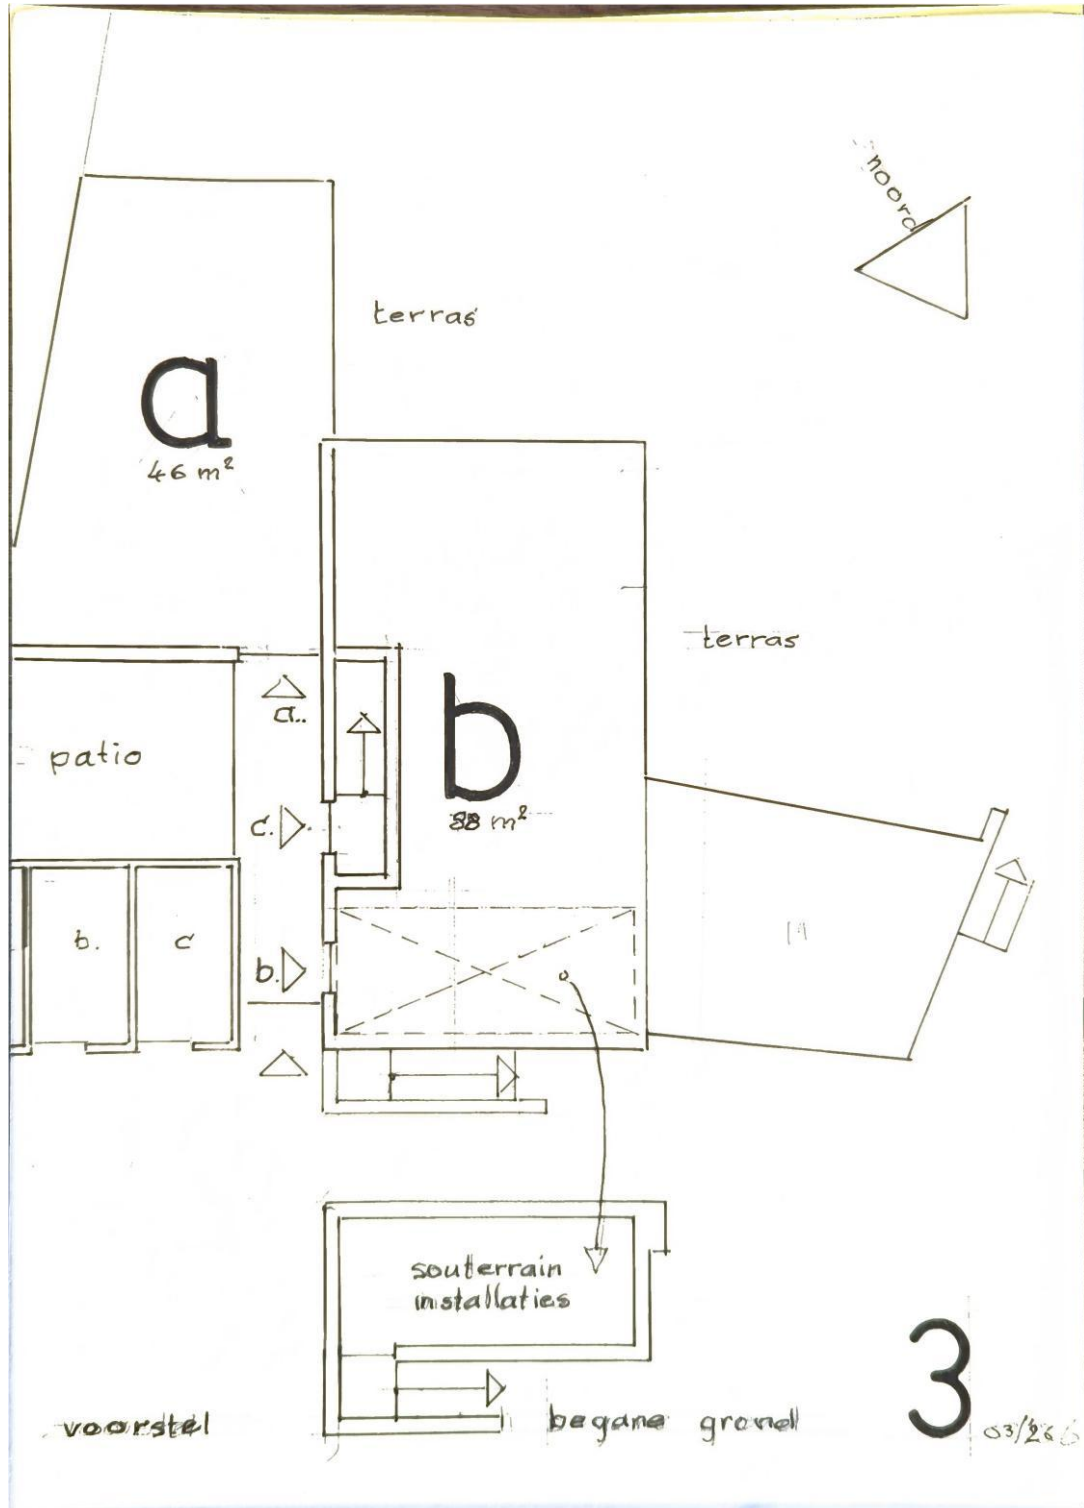 noord
terras
a
46 m²
terras
b
88 m²
a..
patio
c.
b.
c
b.
souterrain
installaties
voorstel
begane grond
3